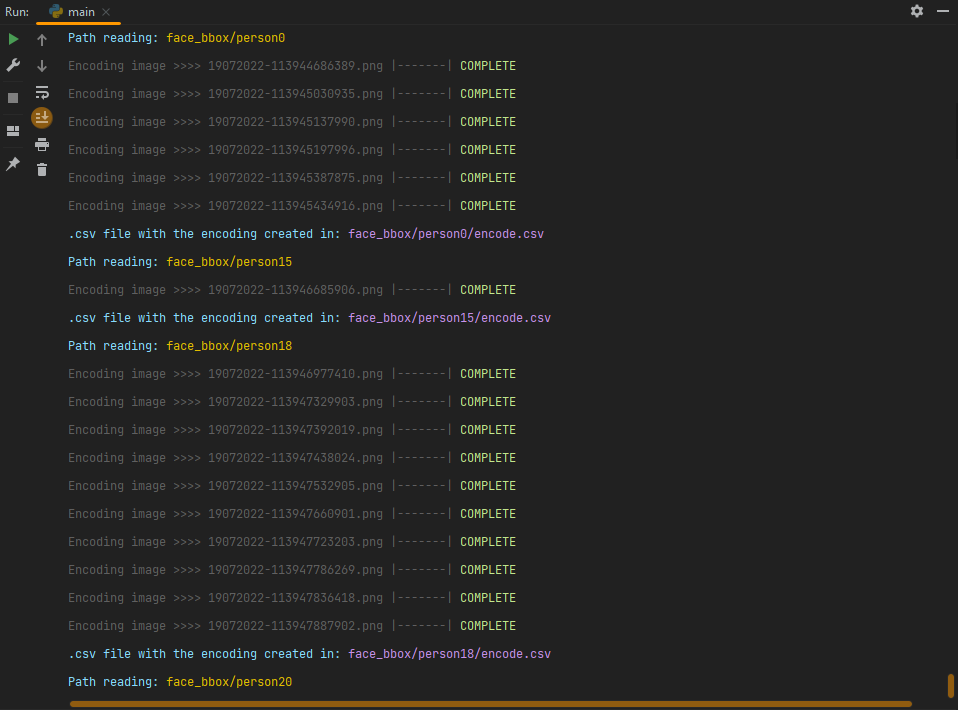 Run: main
Path reading: face_bbox/person0
Encoding image >>>> 19072022-113944686389.png |-------| COMPLETE
Encoding image >>>> 19072022-113945030935.png |-------| COMPLETE
Encoding image >>>> 19072022-113945137990.png |-------| COMPLETE
Encoding image >>>> 19072022-113945197996.png |-------| COMPLETE
Encoding image >>>> 19072022-113945387875.png |-------| COMPLETE
Encoding image >>>> 19072022-113945434916.png |-------| COMPLETE
.csv file with the encoding created in: face_bbox/person0/encode.csv
Path reading: face_bbox/person15
Encoding image >>>> 19072022-113946685906.png |-------| COMPLETE
.csv file with the encoding created in: face_bbox/person15/encode.csv
Path reading: face_bbox/person18
Encoding image >>>> 19072022-113946977410.png |-------| COMPLETE
Encoding image >>>> 19072022-113947329903.png |-------| COMPLETE
Encoding image >>>> 19072022-113947392019.png |-------| COMPLETE
Encoding image >>>> 19072022-113947438024.png |-------| COMPLETE
Encoding image >>>> 19072022-113947532905.png |-------| COMPLETE
Encoding image >>>> 19072022-113947660901.png |-------| COMPLETE
Encoding image >>>> 19072022-113947723203.png |-------| COMPLETE
Encoding image >>>> 19072022-113947786269.png |-------| COMPLETE
Encoding image >>>> 19072022-113947836418.png |-------| COMPLETE
Encoding image >>>> 19072022-113947887902.png |-------| COMPLETE
.csv file with the encoding created in: face_bbox/person18/encode.csv
Path reading: face_bbox/person20